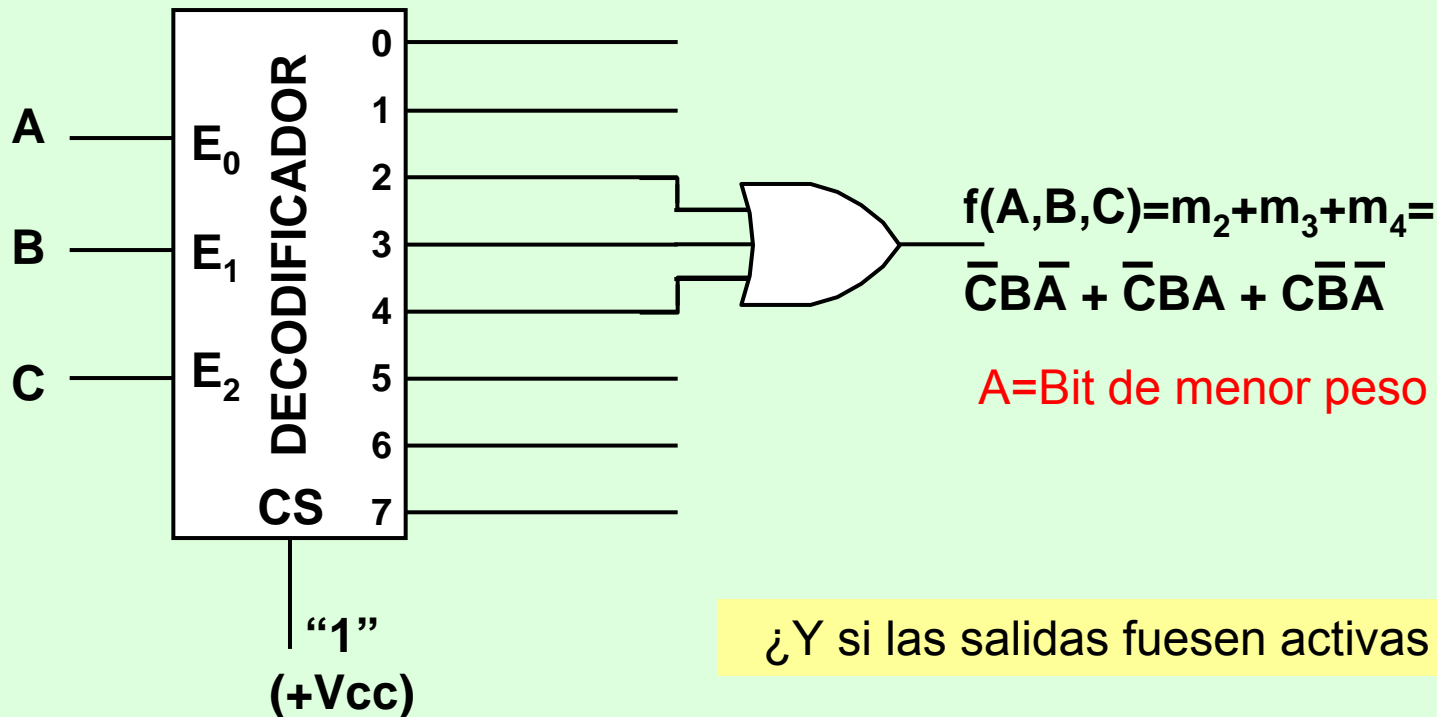 A
B
C
E₀
E₁
E₂
DECODIFICADOR
CS
0
1
2
3
4
5
6
7
“1”
(+Vcc)
f(A,B,C)=m₂+m₃+m₄=
C̅BA̅ + C̅BA + CB̅A̅
A=Bit de menor peso
¿Y si las salidas fuesen activas